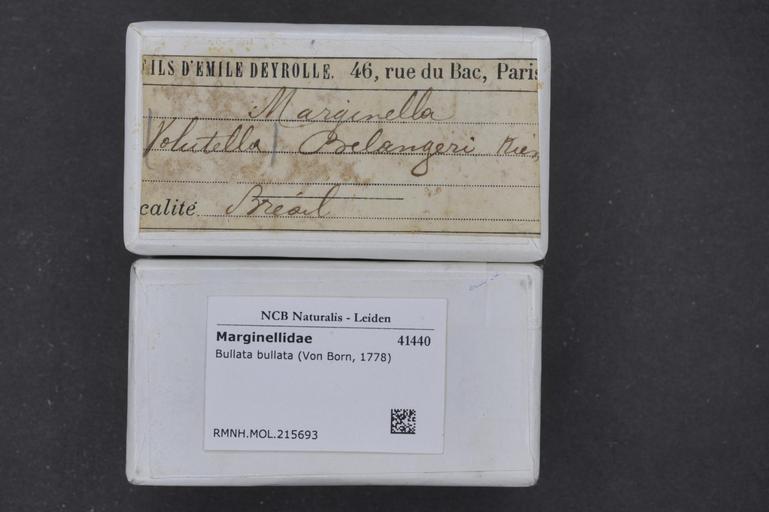 FILS D'EMILE DEYROLLE. 46, rue du Bac, Paris
Marginella
(Volutella) Belangeri Kien
calité Brésil
NCB Naturalis - Leiden
Marginellidae 41440
Bullata bullata (Von Born, 1778)
RMNH.MOL.215693